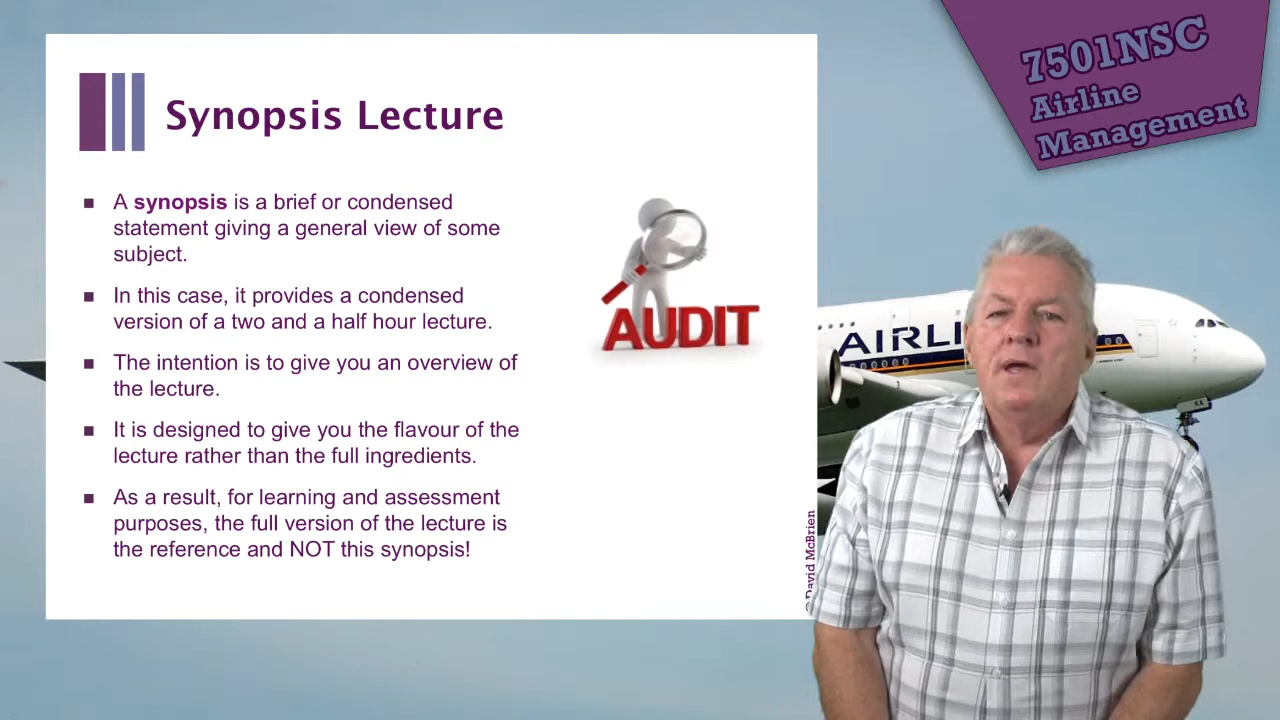 7501NSC
Airline
Management
Synopsis Lecture
A synopsis is a brief or condensed
statement giving a general view of some
subject.
In this case, it provides a condensed
version of a two and a half hour lecture.
The intention is to give you an overview of
the lecture.
It is designed to give you the flavour of the
lecture rather than the full ingredients.
As a result, for learning and assessment
purposes, the full version of the lecture is
the reference and NOT this synopsis!
AUDIT
AIRLI
©David McBrien